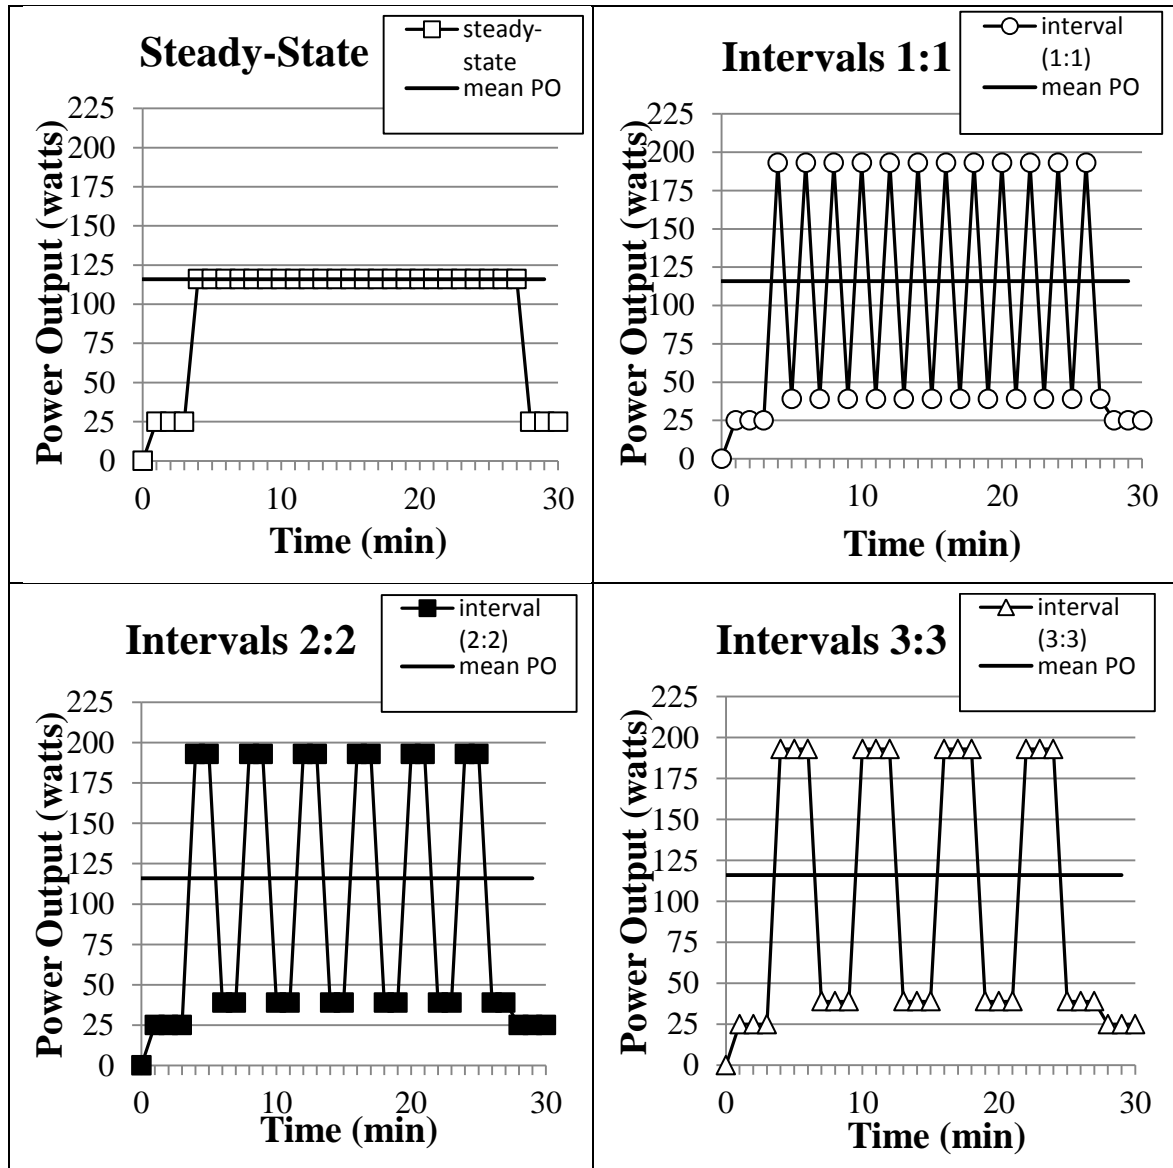 Steady-State
steady-
state
mean PO
Power Output (watts)
225
200
175
150
125
100
75
50
25
0
0 10 20 30
Time (min)
Intervals 1:1
interval
(1:1)
mean PO
Power Output (watts)
225
200
175
150
125
100
75
50
25
0
0 10 20 30
Time (min)
Intervals 2:2
interval
(2:2)
mean PO
Power Output (watts)
225
200
175
150
125
100
75
50
25
0
0 10 20 30
Time (min)
Intervals 3:3
interval
(3:3)
mean PO
Power Output (watts)
225
200
175
150
125
100
75
50
25
0
0 10 20 30
Time (min)